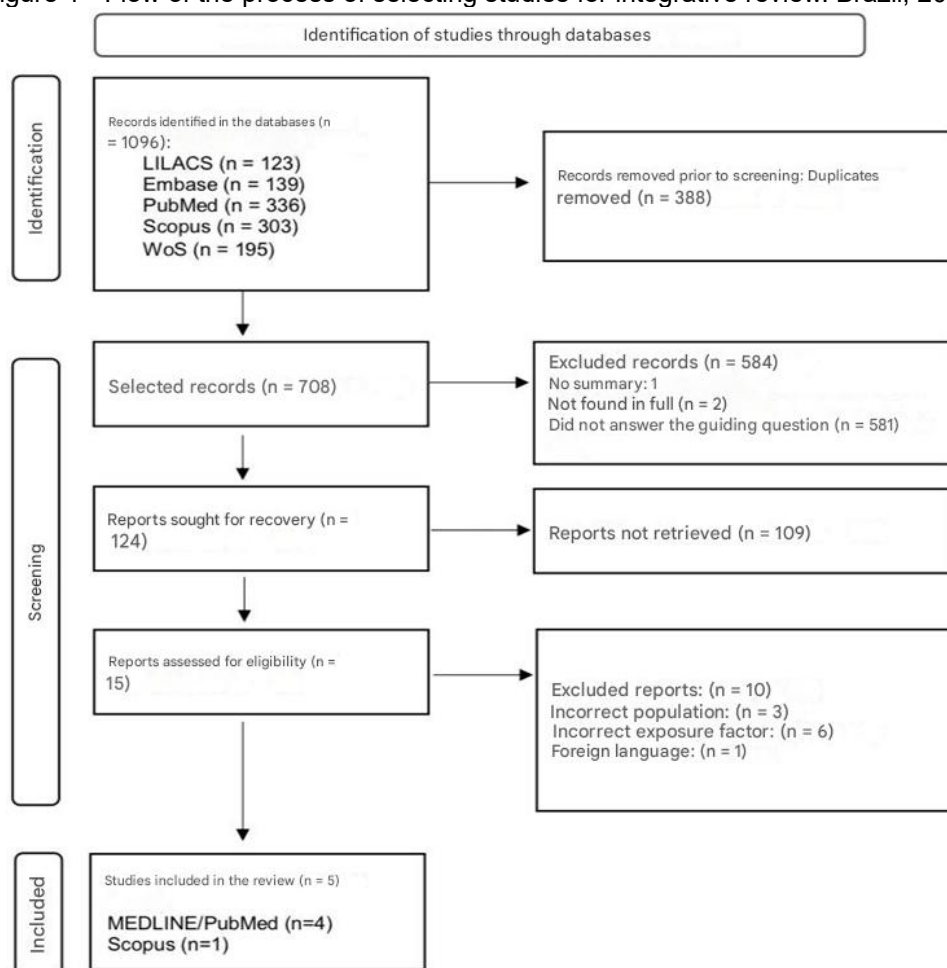 Figure 1 - Flow of the process of selecting studies for integrative review. Brazil, 20
Identification of studies through databases
Identification
Records identified in the databases (n
= 1096):
LILACS (n = 123)
Embase (n = 139)
PubMed (n = 336)
Scopus (n = 303)
WoS (n = 195)
Records removed prior to screening: Duplicates
removed (n = 388)
Screening
Selected records (n = 708)
Excluded records (n = 584)
No summary: 1
Not found in full (n = 2)
Did not answer the guiding question (n = 581)
Reports sought for recovery (n =
124)
Reports not retrieved (n = 109)
Reports assessed for eligibility (n =
15)
Excluded reports: (n = 10)
Incorrect population: (n = 3)
Incorrect exposure factor: (n = 6)
Foreign language: (n = 1)
Included
Studies included in the review (n = 5)
MEDLINE/PubMed (n=4)
Scopus (n=1)